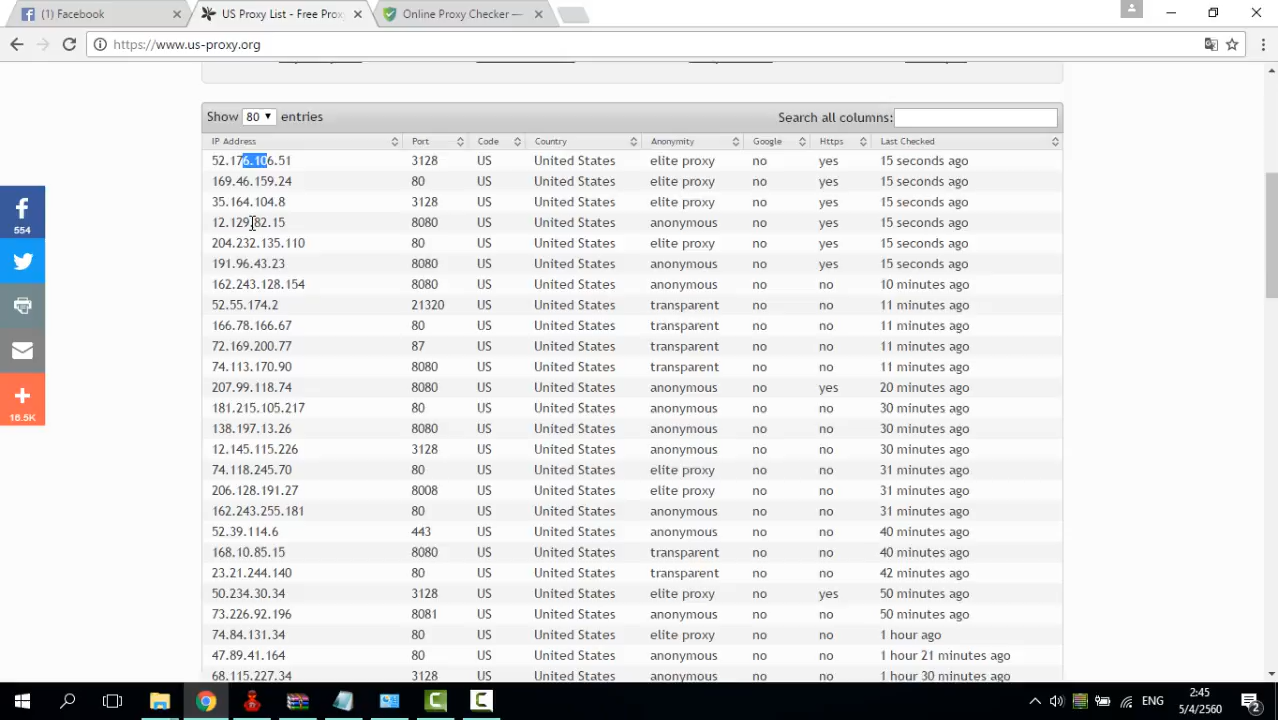 (1) Facebook
US Proxy List - Free Prox
Online Proxy Checker —
https://www.us-proxy.org
Show 80 entries
Search all columns:
IP Address Port Code Country Anonymity Google Https Last Checked
52.176.106.51 3128 US United States elite proxy no yes 15 seconds ago
169.46.159.24 80 US United States elite proxy no yes 15 seconds ago
35.164.104.8 3128 US United States elite proxy no yes 15 seconds ago
12.129.82.15 8080 US United States anonymous no yes 15 seconds ago
204.232.135.110 80 US United States elite proxy no yes 15 seconds ago
191.96.43.23 8080 US United States anonymous no yes 15 seconds ago
162.243.128.154 8080 US United States anonymous no no 10 minutes ago
52.55.174.2 21320 US United States transparent no no 11 minutes ago
166.78.166.67 80 US United States transparent no no 11 minutes ago
72.169.200.77 87 US United States transparent no no 11 minutes ago
74.113.170.90 8080 US United States transparent no no 11 minutes ago
207.99.118.74 8080 US United States anonymous no yes 20 minutes ago
181.215.105.217 80 US United States anonymous no no 30 minutes ago
138.197.13.26 8080 US United States anonymous no no 30 minutes ago
12.145.115.226 3128 US United States anonymous no no 30 minutes ago
74.118.245.70 80 US United States elite proxy no no 31 minutes ago
206.128.191.27 8008 US United States elite proxy no no 31 minutes ago
162.243.255.181 80 US United States anonymous no no 31 minutes ago
52.39.114.6 443 US United States anonymous no no 40 minutes ago
168.10.85.15 8080 US United States transparent no no 40 minutes ago
23.21.244.140 80 US United States transparent no no 42 minutes ago
50.234.30.34 3128 US United States elite proxy no yes 50 minutes ago
73.226.92.196 8081 US United States anonymous no no 50 minutes ago
74.84.131.34 80 US United States elite proxy no no 1 hour ago
47.89.41.164 80 US United States anonymous no no 1 hour 21 minutes ago
68.115.227.34 3128 US United States anonymous no no 1 hour 30 minutes ago
554
16.5K
ENG
2:45
5/4/2560
2